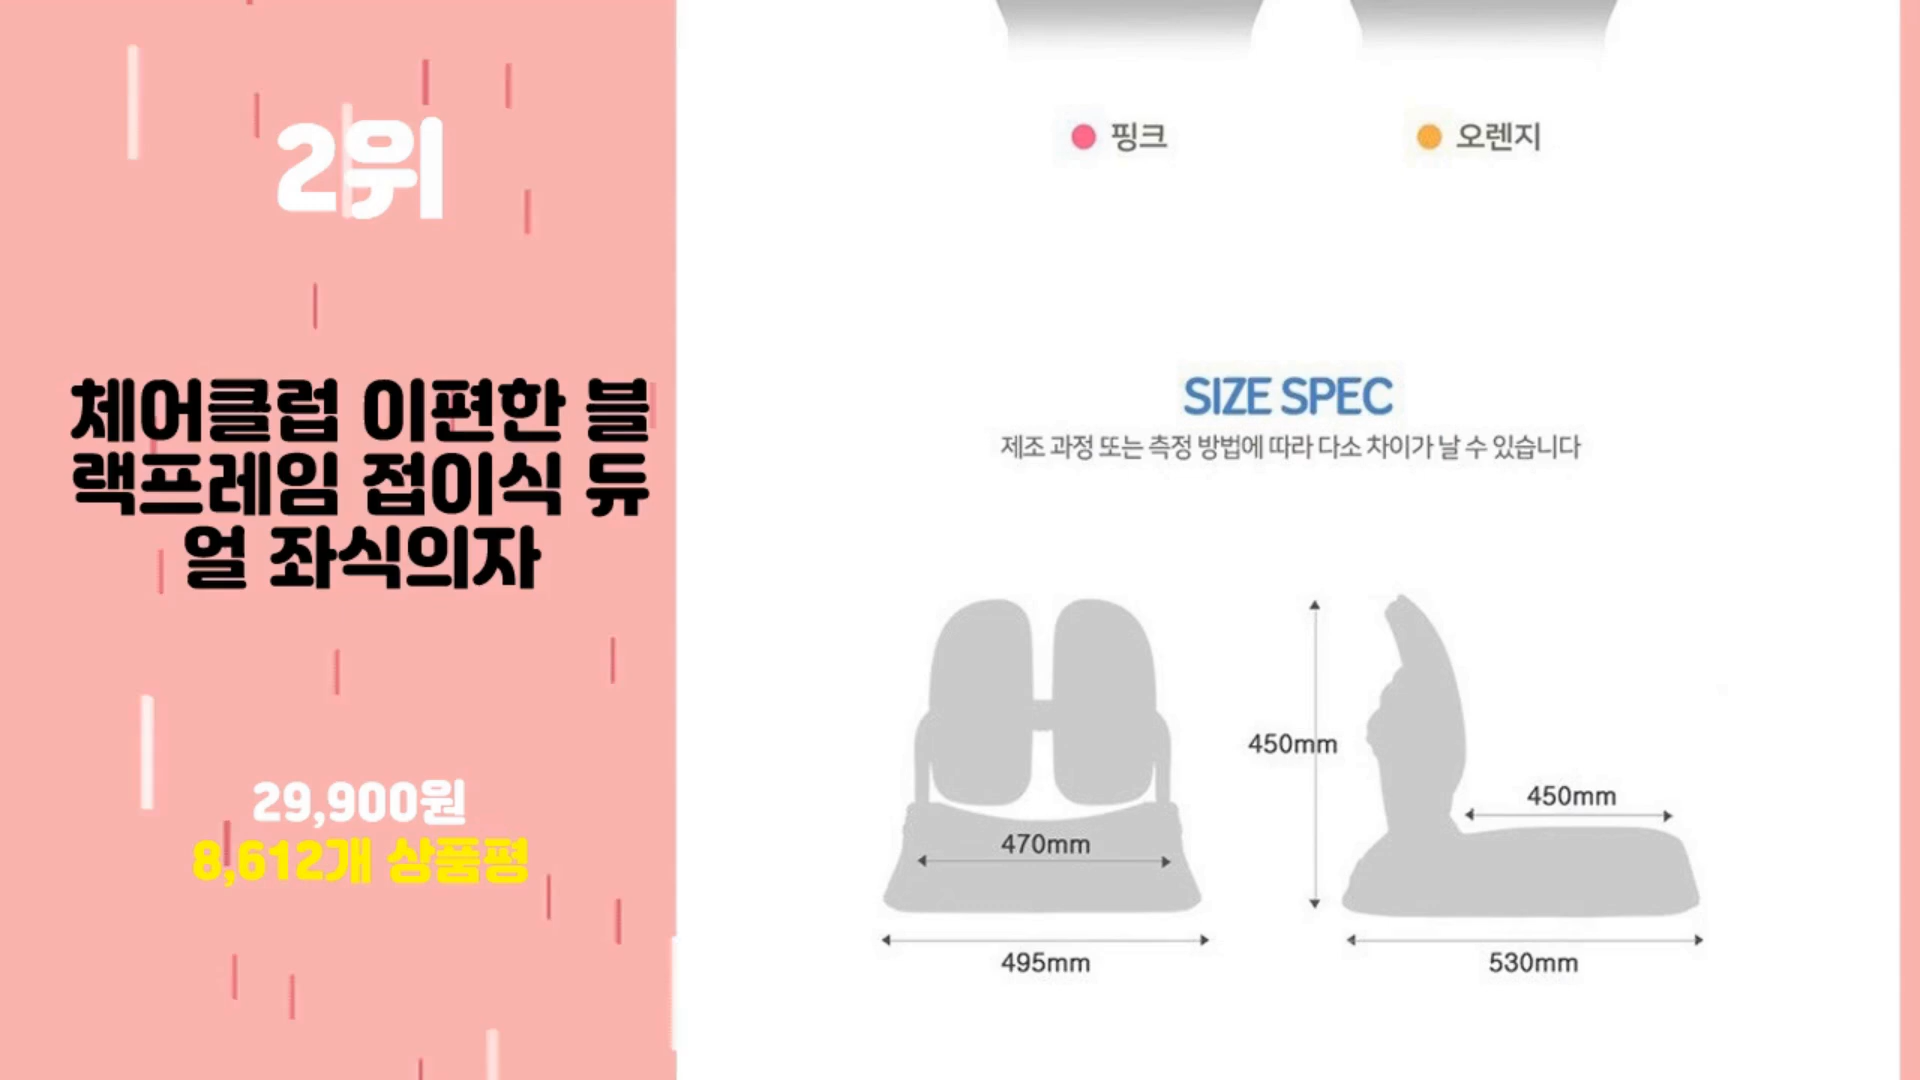 2위
체어클럽 이편한 블
랙프레임 접이식 듀
얼 좌식의자
29,900원
8,612개 상품평
핑크
오렌지
SIZE SPEC
제조 과정 또는 측정 방법에 따라 다소 차이가 날 수 있습니다
450mm
450mm
470mm
495mm
530mm